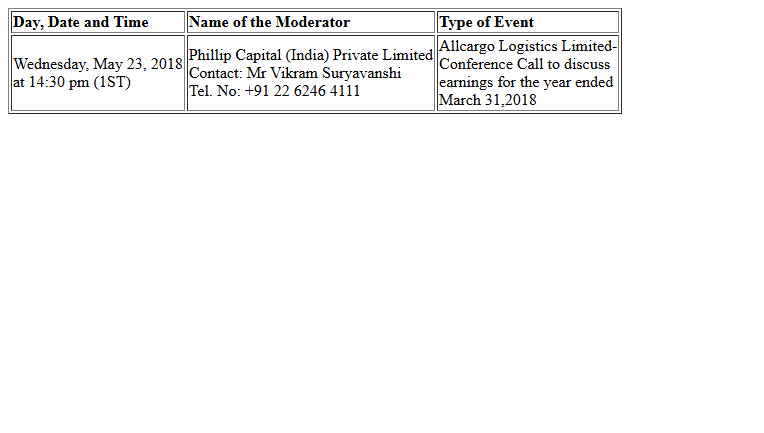 Day, Date and Time Name of the Moderator Type of Event
Wednesday, May 23, 2018
at 14:30 pm (1ST)
Phillip Capital (India) Private Limited
Contact: Mr Vikram Suryavanshi
Tel. No: +91 22 6246 4111
Allcargo Logistics Limited-
Conference Call to discuss
earnings for the year ended
March 31,2018